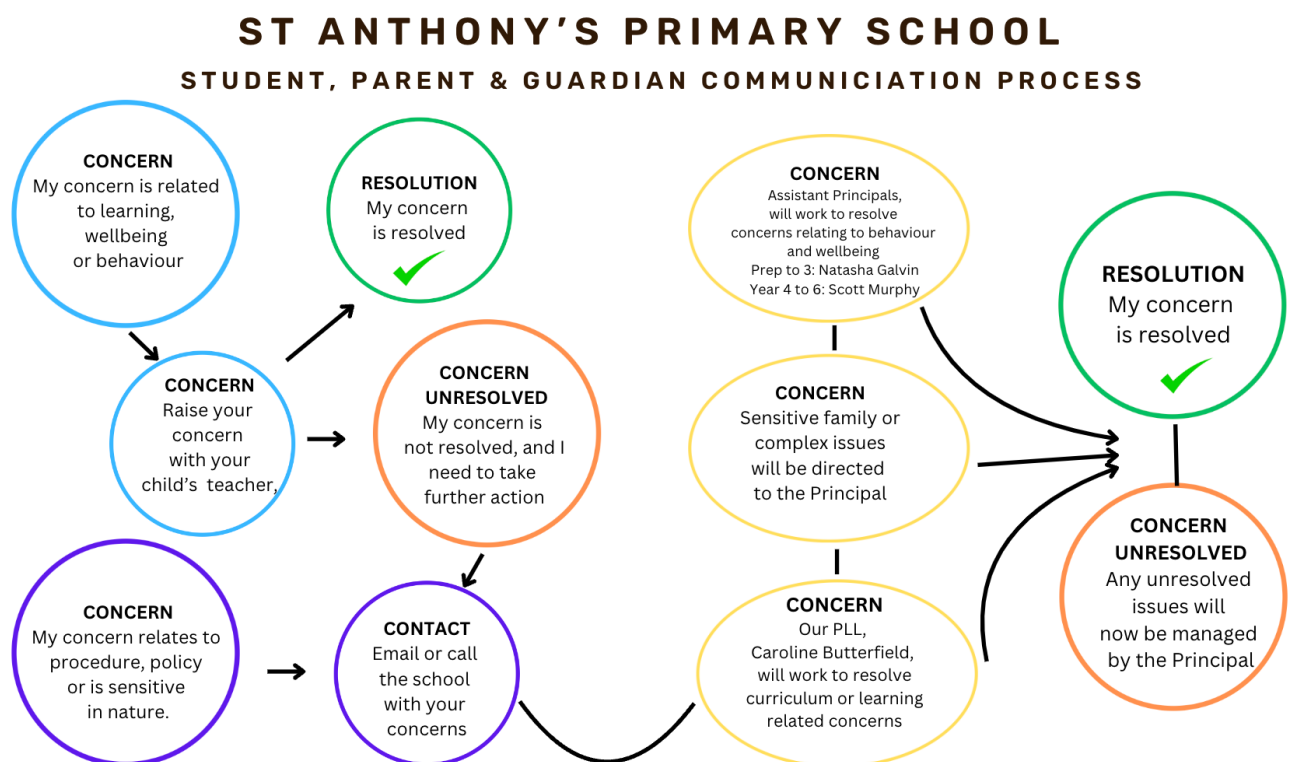 ST ANTHONY'S PRIMARY SCHOOL
STUDENT, PARENT & GUARDIAN COMMUNICIATION PROCESS
CONCERN
My concern is related
to learning,
wellbeing
or behaviour
CONCERN
Raise your
concern
with your
child's teacher,
RESOLUTION
My concern
is resolved
CONCERN
UNRESOLVED
My concern is
not resolved, and I
need to take
further action
CONCERN
My concern relates to
procedure, policy
or is sensitive
in nature.
CONTACT
Email or call
the school
with your
concerns
CONCERN
Assistant Principals,
will work to resolve
concerns relating to behaviour
and wellbeing
Prep to 3: Natasha Galvin
Year 4 to 6: Scott Murphy
CONCERN
Sensitive family or
complex issues
will be directed
to the Principal
CONCERN
Our PLL,
Caroline Butterfield,
will work to resolve
curriculum or learning
related concerns
RESOLUTION
My concern
is resolved
CONCERN
UNRESOLVED
Any unresolved
issues will
now be managed
by the Principal